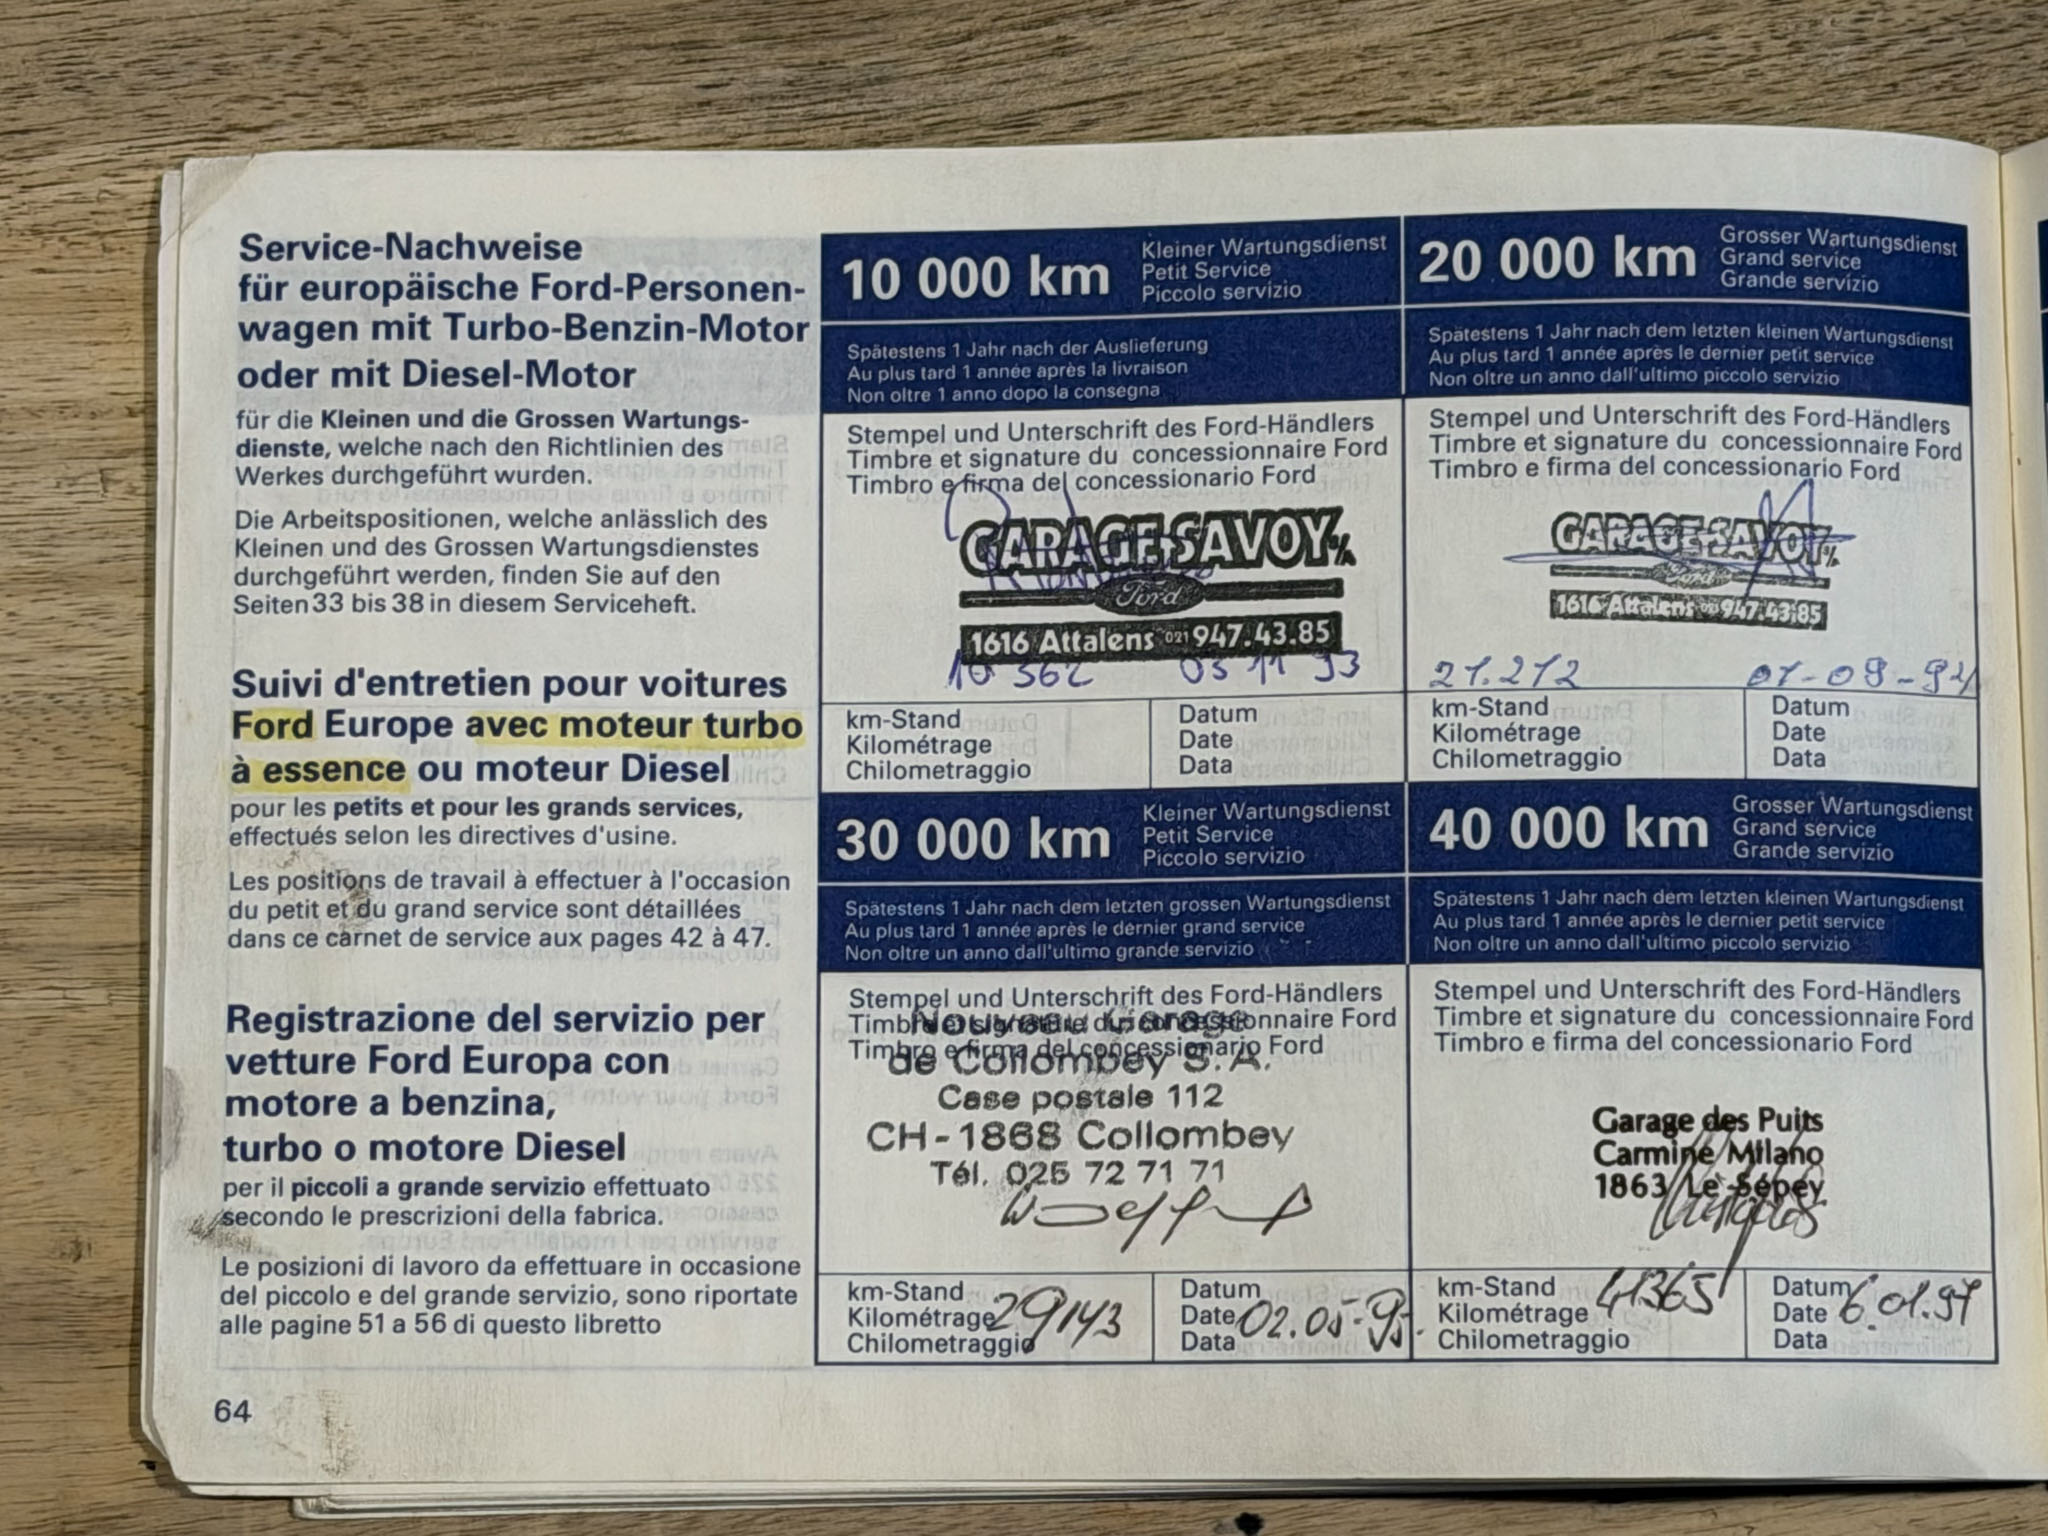 Service-Nachweise
für europäische Ford-Personen-
wagen mit Turbo-Benzin-Motor
oder mit Diesel-Motor
für die Kleinen und die Grossen Wartungs-
dienste, welche nach den Richtlinien des
Werkes durchgeführt wurden.
Die Arbeitspositionen, welche anlässlich des
Kleinen und des Grossen Wartungsdienstes
durchgeführt werden, finden Sie auf den
Seiten 33 bis 38 in diesem Serviceheft.
Suivi d'entretien pour voitures
Ford Europe avec moteur turbo
à essence ou moteur Diesel
pour les petits et pour les grands services,
effectués selon les directives d'usine.
Les positions de travail à effectuer à l'occasion
du petit et du grand service sont détaillées
dans ce carnet de service aux pages 42 à 47.
Registrazione del servizio per
vetture Ford Europa con
motore a benzina,
turbo o motore Diesel
per il piccoli a grande servizio effettuato
secondo le prescrizioni della fabrica.
Le posizioni di lavoro da effettuare in occasione
del piccolo e del grande servizio, sono riportate
alle pagine 51 a 56 di questo libretto
64
10 000 km
Kleiner Wartungsdienst
Petit Service
Piccolo servizio
Spätestens 1 Jahr nach der Auslieferung
Au plus tard 1 année après la livraison
Non oltre 1 anno dopo la consegna
Stempel und Unterschrift des Ford-Händlers
Timbre et signature du concessionnaire Ford
Timbro e firma del concessionario Ford
GARAGE-SAVOY
Ford
1616 Attalens 021 947.43.85
10 362 03 11 93
km-Stand
Kilométrage
Chilometraggio
Datum
Date
Data
20 000 km
Grosser Wartungsdienst
Grand service
Grande servizio
Spätestens 1 Jahr nach dem letzten kleinen Wartungsdienst
Au plus tard 1 année après le dernier petit service
Non oltre un anno dall'ultimo piccolo servizio
Stempel und Unterschrift des Ford-Händlers
Timbre et signature du concessionnaire Ford
Timbro e firma del concessionario Ford
GARAGE-SAVOY
Ford
1616 Attalens 021 947.43.85
21.212 01-09-94
km-Stand
Kilométrage
Chilometraggio
Datum
Date
Data
30 000 km
Kleiner Wartungsdienst
Petit Service
Piccolo servizio
Spätestens 1 Jahr nach dem letzten grossen Wartungsdienst
Au plus tard 1 année après le dernier grand service
Non oltre un anno dall'ultimo grande servizio
Stempel und Unterschrift des Ford-Händlers
Timbre et signature du concessionnaire Ford
Timbro e firma del concessionario Ford
Nouveau Garage
de Collombey S.A.
Case postale 112
CH-1868 Collombey
Tél. 025 72 71 71
km-Stand
Kilométrage
Chilometraggio
29143
Datum
Date
Data
02.05-95.
40 000 km
Grosser Wartungsdienst
Grand service
Grande servizio
Spätestens 1 Jahr nach dem letzten kleinen Wartungsdienst
Au plus tard 1 année après le dernier petit service
Non oltre un anno dall'ultimo piccolo servizio
Stempel und Unterschrift des Ford-Händlers
Timbre et signature du concessionnaire Ford
Timbro e firma del concessionario Ford
Garage des Puits
Carmine Milano
1863 Le Sépey
km-Stand
Kilométrage
Chilometraggio
41365
Datum
Date
Data
6.01.97